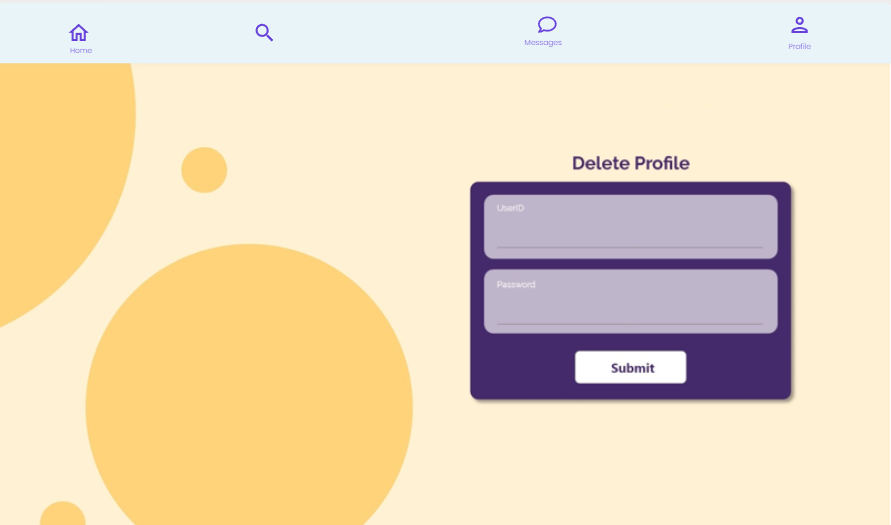 Home
Messages
Profile
Delete Profile
UserID
Password
Submit